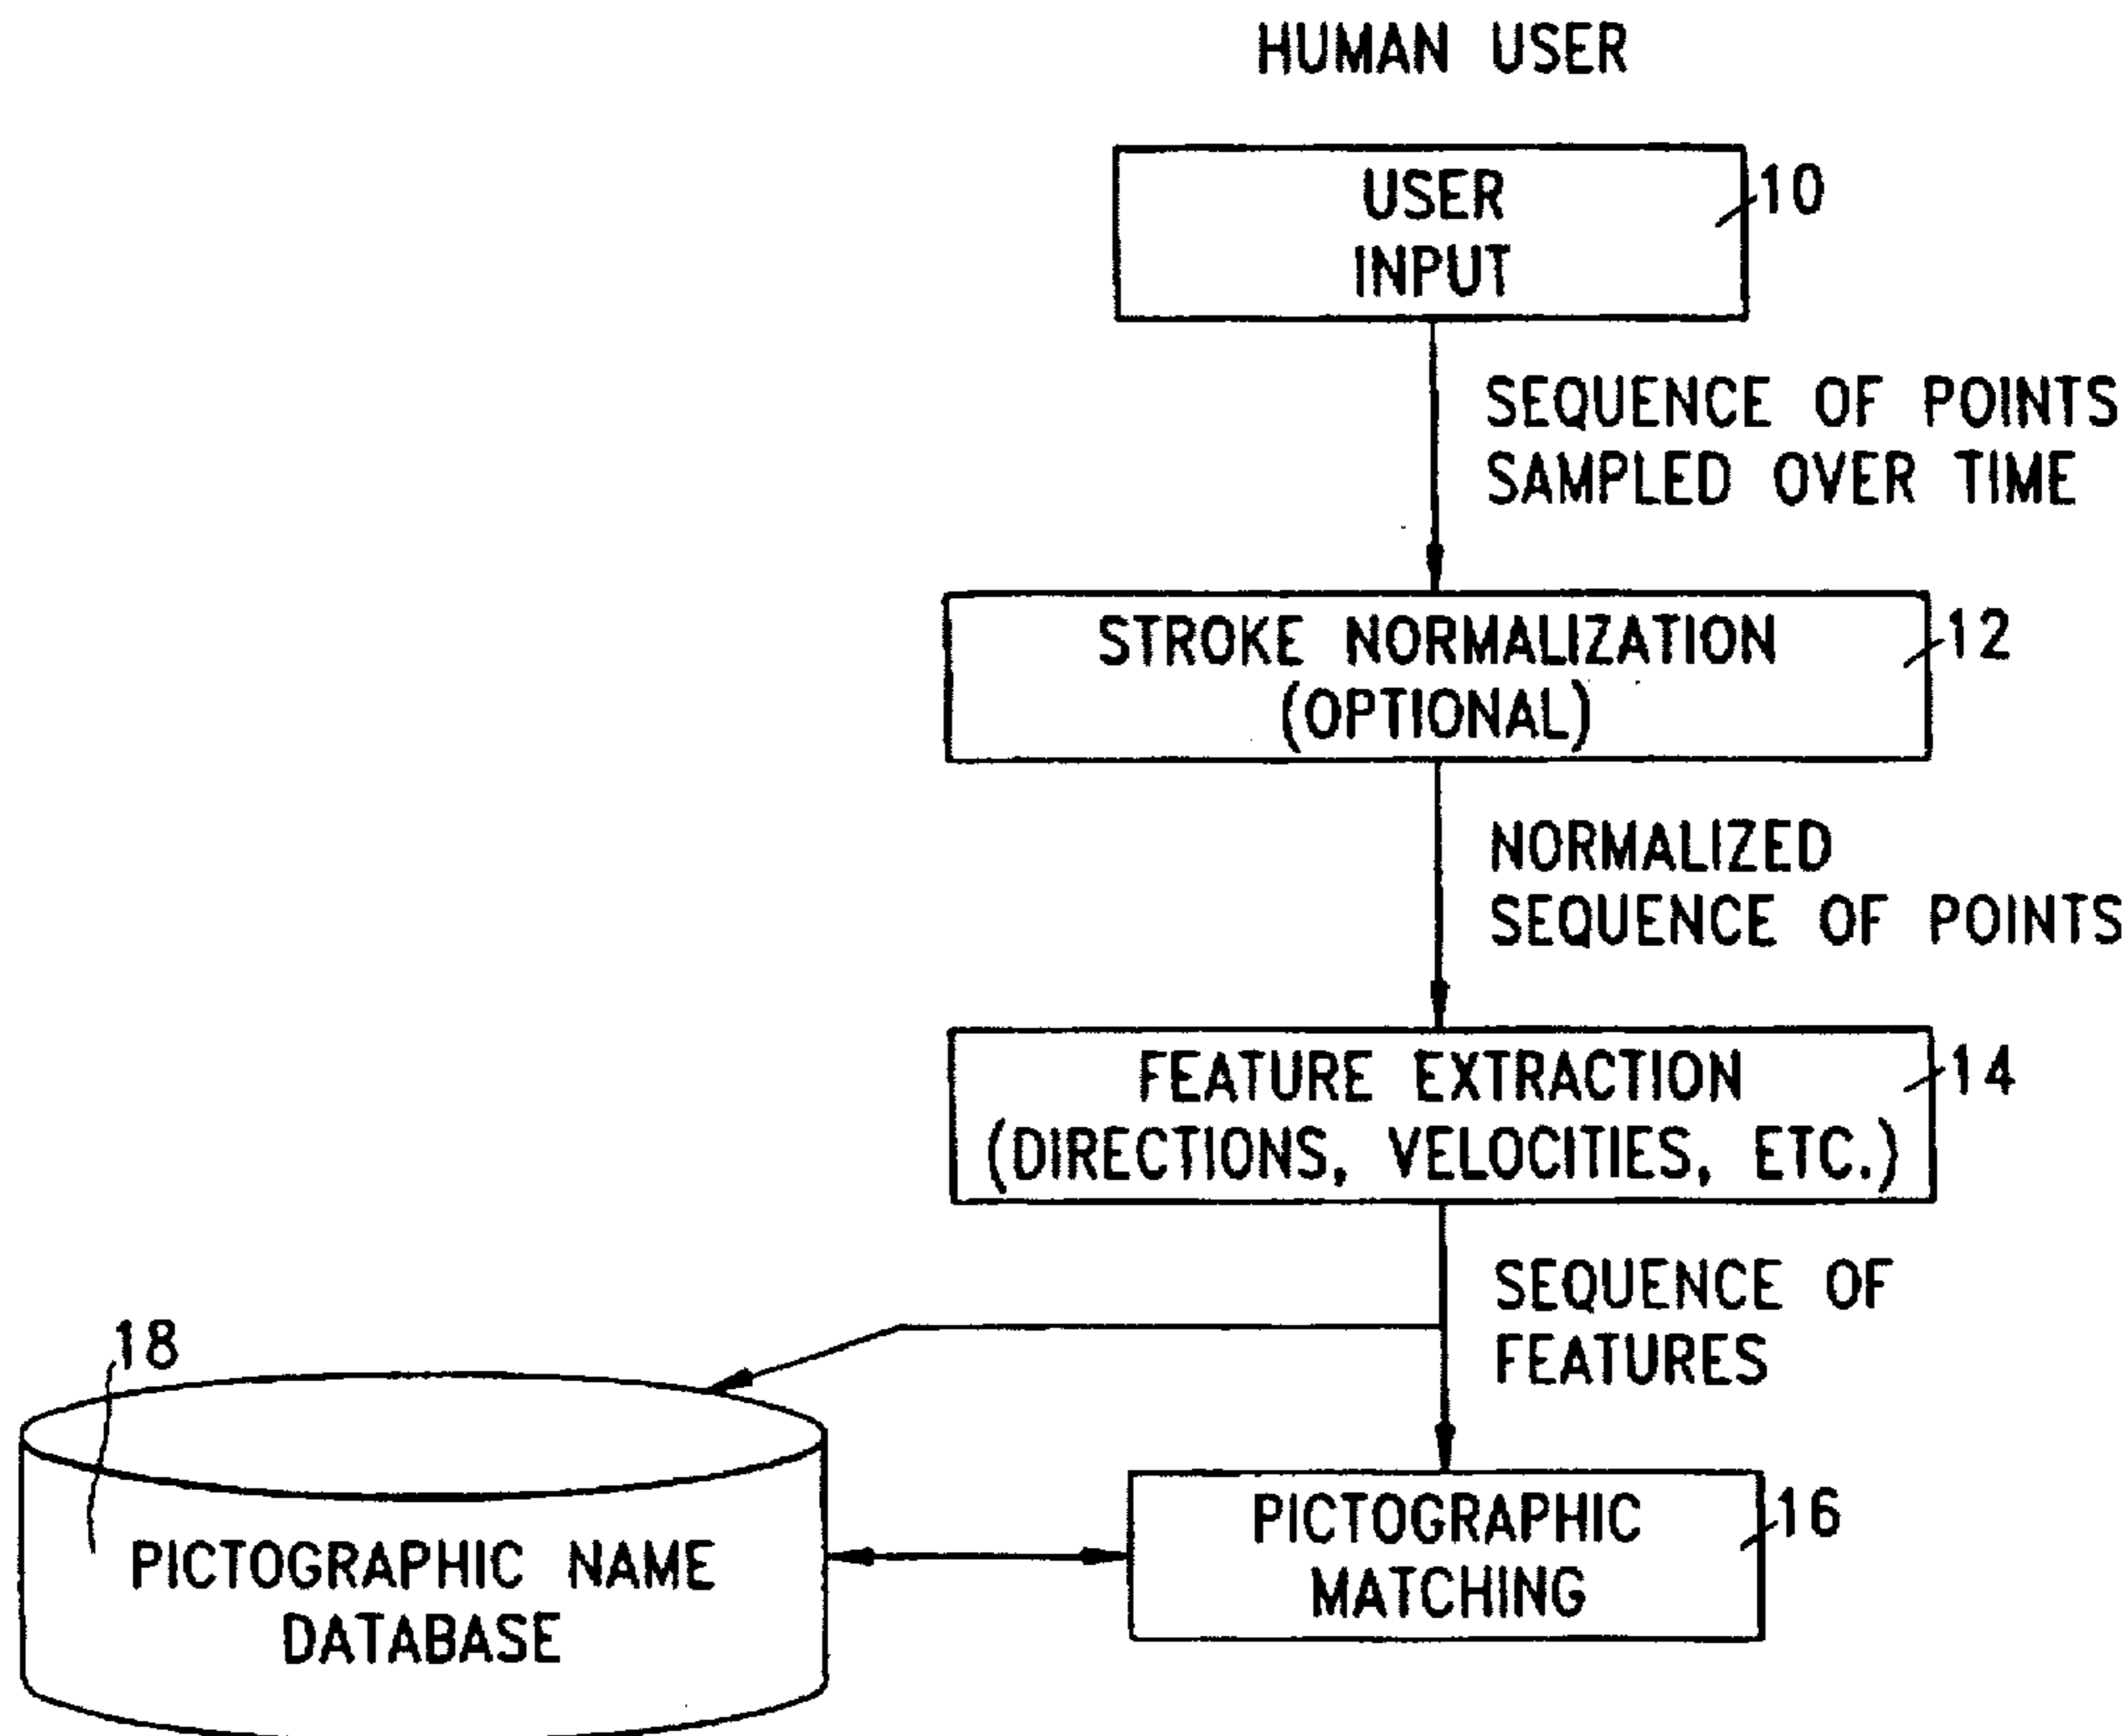 HUMAN USER
USER
INPUT
10
SEQUENCE OF POINTS
SAMPLED OVER TIME
STROKE NORMALIZATION
(OPTIONAL)
12
NORMALIZED
SEQUENCE OF POINTS
FEATURE EXTRACTION
(DIRECTIONS, VELOCITIES, ETC.)
14
SEQUENCE OF
FEATURES
18
PICTOGRAPHIC NAME
DATABASE
PICTOGRAPHIC
MATCHING
16